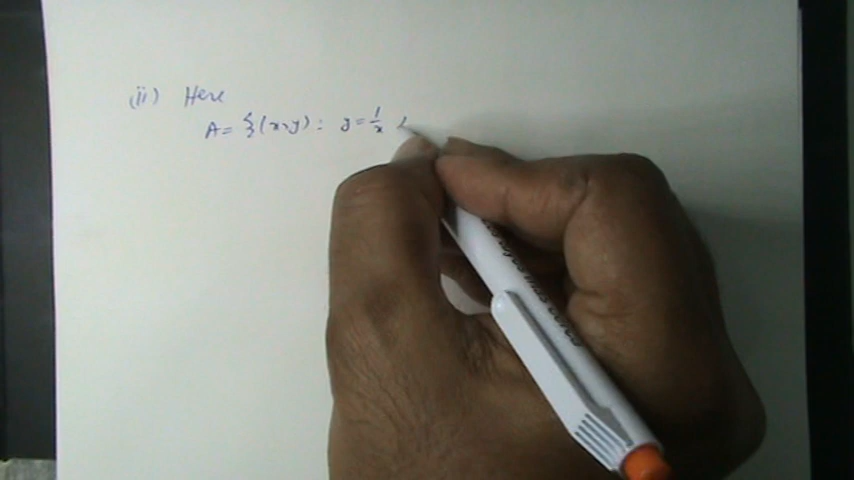 (ii) Here
A = {(x,y) : y = 1/x